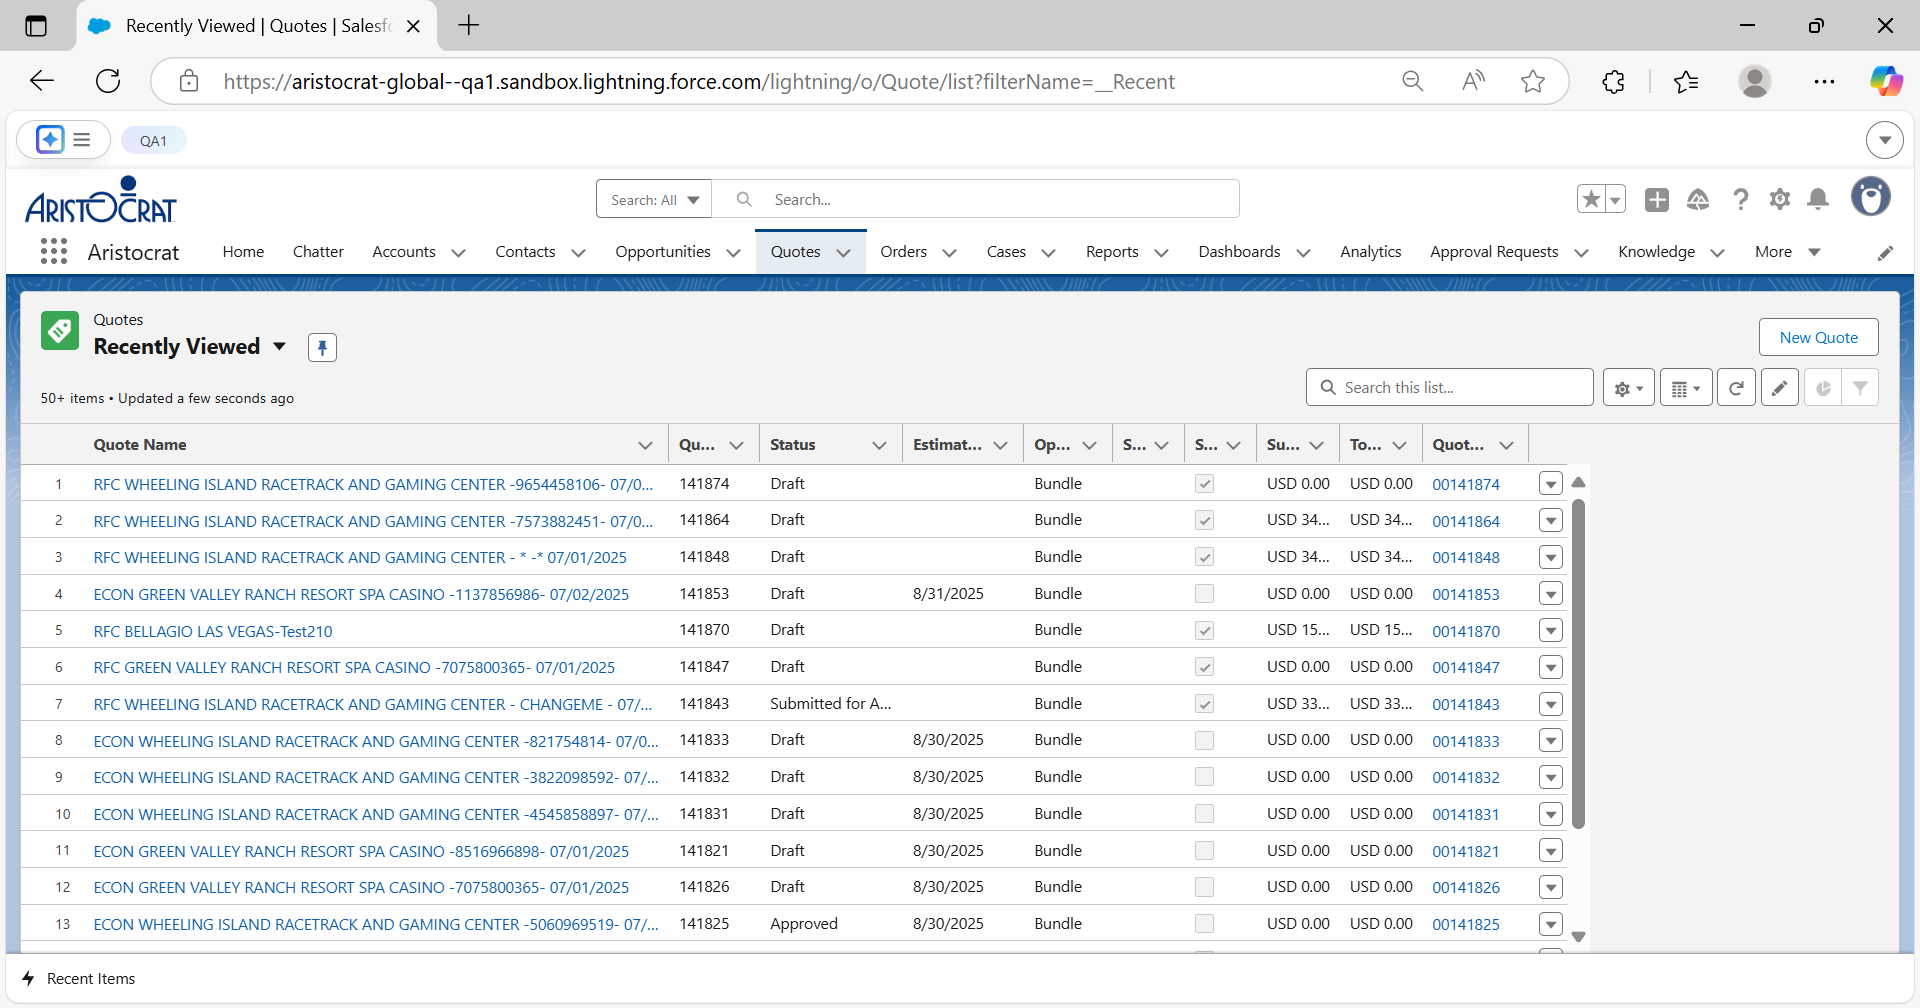 Recently Viewed | Quotes | Salesfo
https://aristocrat-global--qa1.sandbox.lightning.force.com/lightning/o/Quote/list?filterName=__Recent
QA1
ARISTOCRAT
Search: All
Search...
Aristocrat
Home Chatter Accounts Contacts Opportunities Quotes Orders Cases Reports Dashboards Analytics Approval Requests Knowledge More
Quotes
Recently Viewed
New Quote
50+ items • Updated a few seconds ago
Search this list...
Quote Name Qu... Status Estimat... Op... S... S... Su... To... Quot...
1 RFC WHEELING ISLAND RACETRACK AND GAMING CENTER -9654458106- 07/0... 141874 Draft Bundle USD 0.00 USD 0.00 00141874
2 RFC WHEELING ISLAND RACETRACK AND GAMING CENTER -7573882451- 07/0... 141864 Draft Bundle USD 34... USD 34... 00141864
3 RFC WHEELING ISLAND RACETRACK AND GAMING CENTER - * -* 07/01/2025 141848 Draft Bundle USD 34... USD 34... 00141848
4 ECON GREEN VALLEY RANCH RESORT SPA CASINO -1137856986- 07/02/2025 141853 Draft 8/31/2025 Bundle USD 0.00 USD 0.00 00141853
5 RFC BELLAGIO LAS VEGAS-Test210 141870 Draft Bundle USD 15... USD 15... 00141870
6 RFC GREEN VALLEY RANCH RESORT SPA CASINO -7075800365- 07/01/2025 141847 Draft Bundle USD 0.00 USD 0.00 00141847
7 RFC WHEELING ISLAND RACETRACK AND GAMING CENTER - CHANGEME - 07/... 141843 Submitted for A... Bundle USD 33... USD 33... 00141843
8 ECON WHEELING ISLAND RACETRACK AND GAMING CENTER -821754814- 07/0... 141833 Draft 8/30/2025 Bundle USD 0.00 USD 0.00 00141833
9 ECON WHEELING ISLAND RACETRACK AND GAMING CENTER -3822098592- 07/... 141832 Draft 8/30/2025 Bundle USD 0.00 USD 0.00 00141832
10 ECON WHEELING ISLAND RACETRACK AND GAMING CENTER -4545858897- 07/... 141831 Draft 8/30/2025 Bundle USD 0.00 USD 0.00 00141831
11 ECON GREEN VALLEY RANCH RESORT SPA CASINO -8516966898- 07/01/2025 141821 Draft 8/30/2025 Bundle USD 0.00 USD 0.00 00141821
12 ECON GREEN VALLEY RANCH RESORT SPA CASINO -7075800365- 07/01/2025 141826 Draft 8/30/2025 Bundle USD 0.00 USD 0.00 00141826
13 ECON WHEELING ISLAND RACETRACK AND GAMING CENTER -5060969519- 07/... 141825 Approved 8/30/2025 Bundle USD 0.00 USD 0.00 00141825
Recent Items